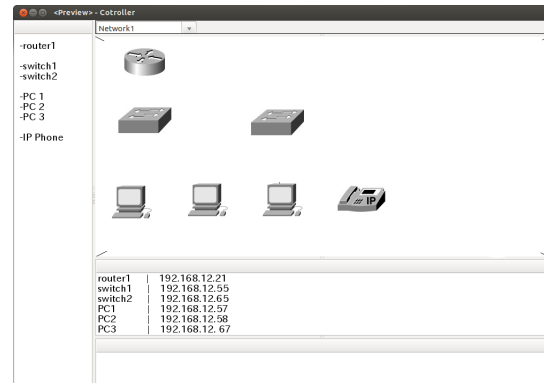 <Preview> - Cotroller
Network1
-router1
-switch1
-switch2
-PC 1
-PC 2
-PC 3
-IP Phone
IP
router1 | 192.168.12.21
switch1 | 192.168.12.55
switch2 | 192.168.12.65
PC1 | 192.168.12.57
PC2 | 192.168.12.58
PC3 | 192.168.12. 67